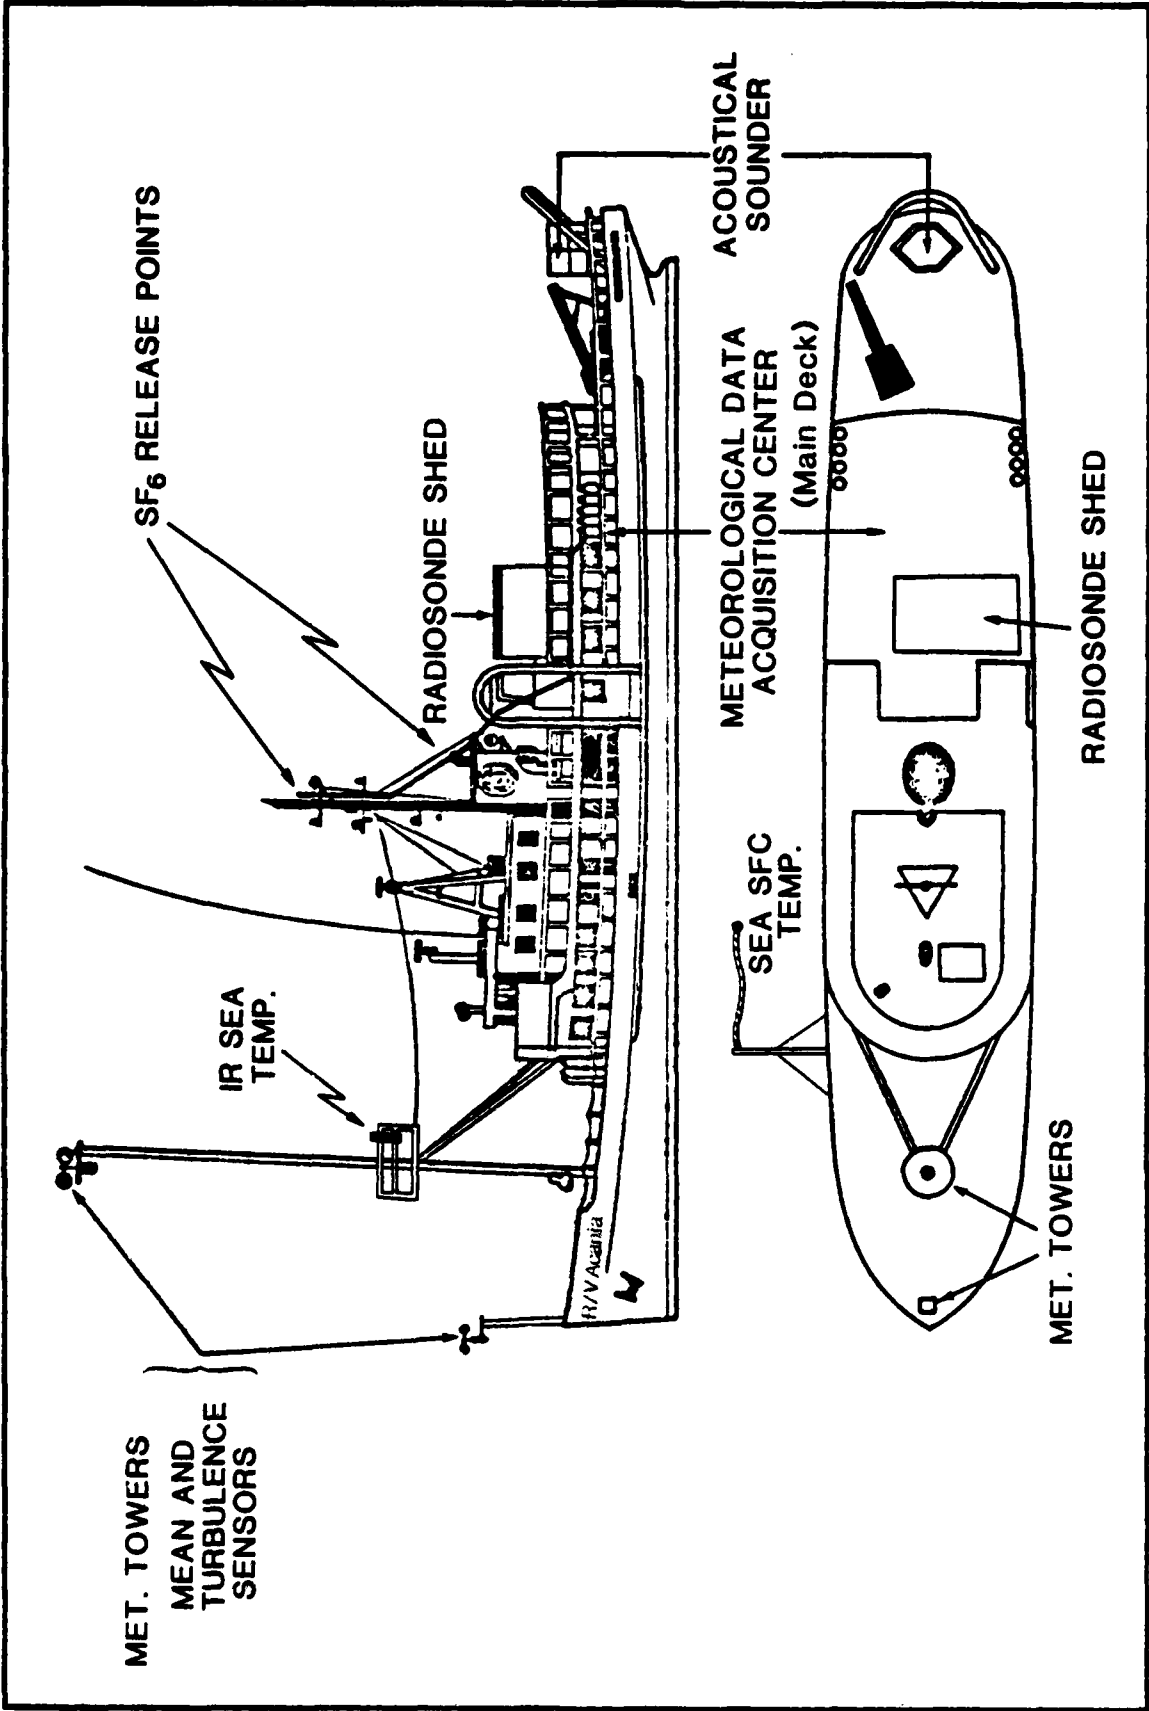 MET. TOWERS
MEAN AND
TURBULENCE
SENSORS
IR SEA
TEMP.
SF₆ RELEASE POINTS
RADIOSONDE SHED
R/V Acania
ACOUSTICAL
SOUNDER
METEOROLOGICAL DATA
ACQUISITION CENTER
(Main Deck)
SEA SFC
TEMP.
MET. TOWERS
RADIOSONDE SHED